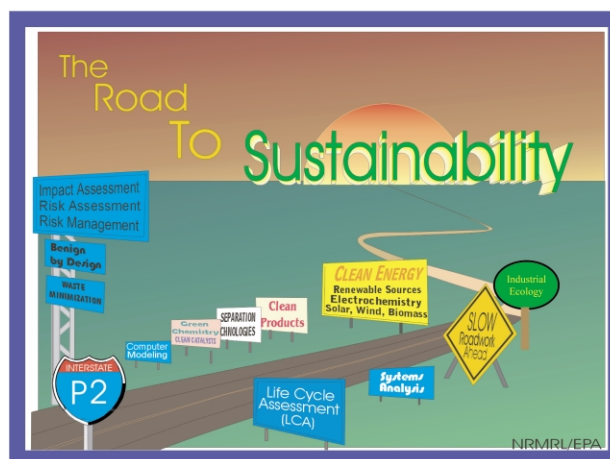 The
Road
To Sustainability
Impact Assessment
Risk Assessment
Risk Management
Benign
by Design
WASTE
MINIMIZATION
INTERSTATE
P2
Computer
Modeling
Green
Chemistry
CLEAN CATALYSTS
SEPARATION
CHNOLOGIES
Clean
Products
CLEAN ENERGY
Renewable Sources
Electrochemistry
Solar, Wind, Biomass
Industrial
Ecology
SLOW
Roadwork
Ahead
Life Cycle
Assessment
(LCA)
Systems
Analysis
NRMRL/EPA